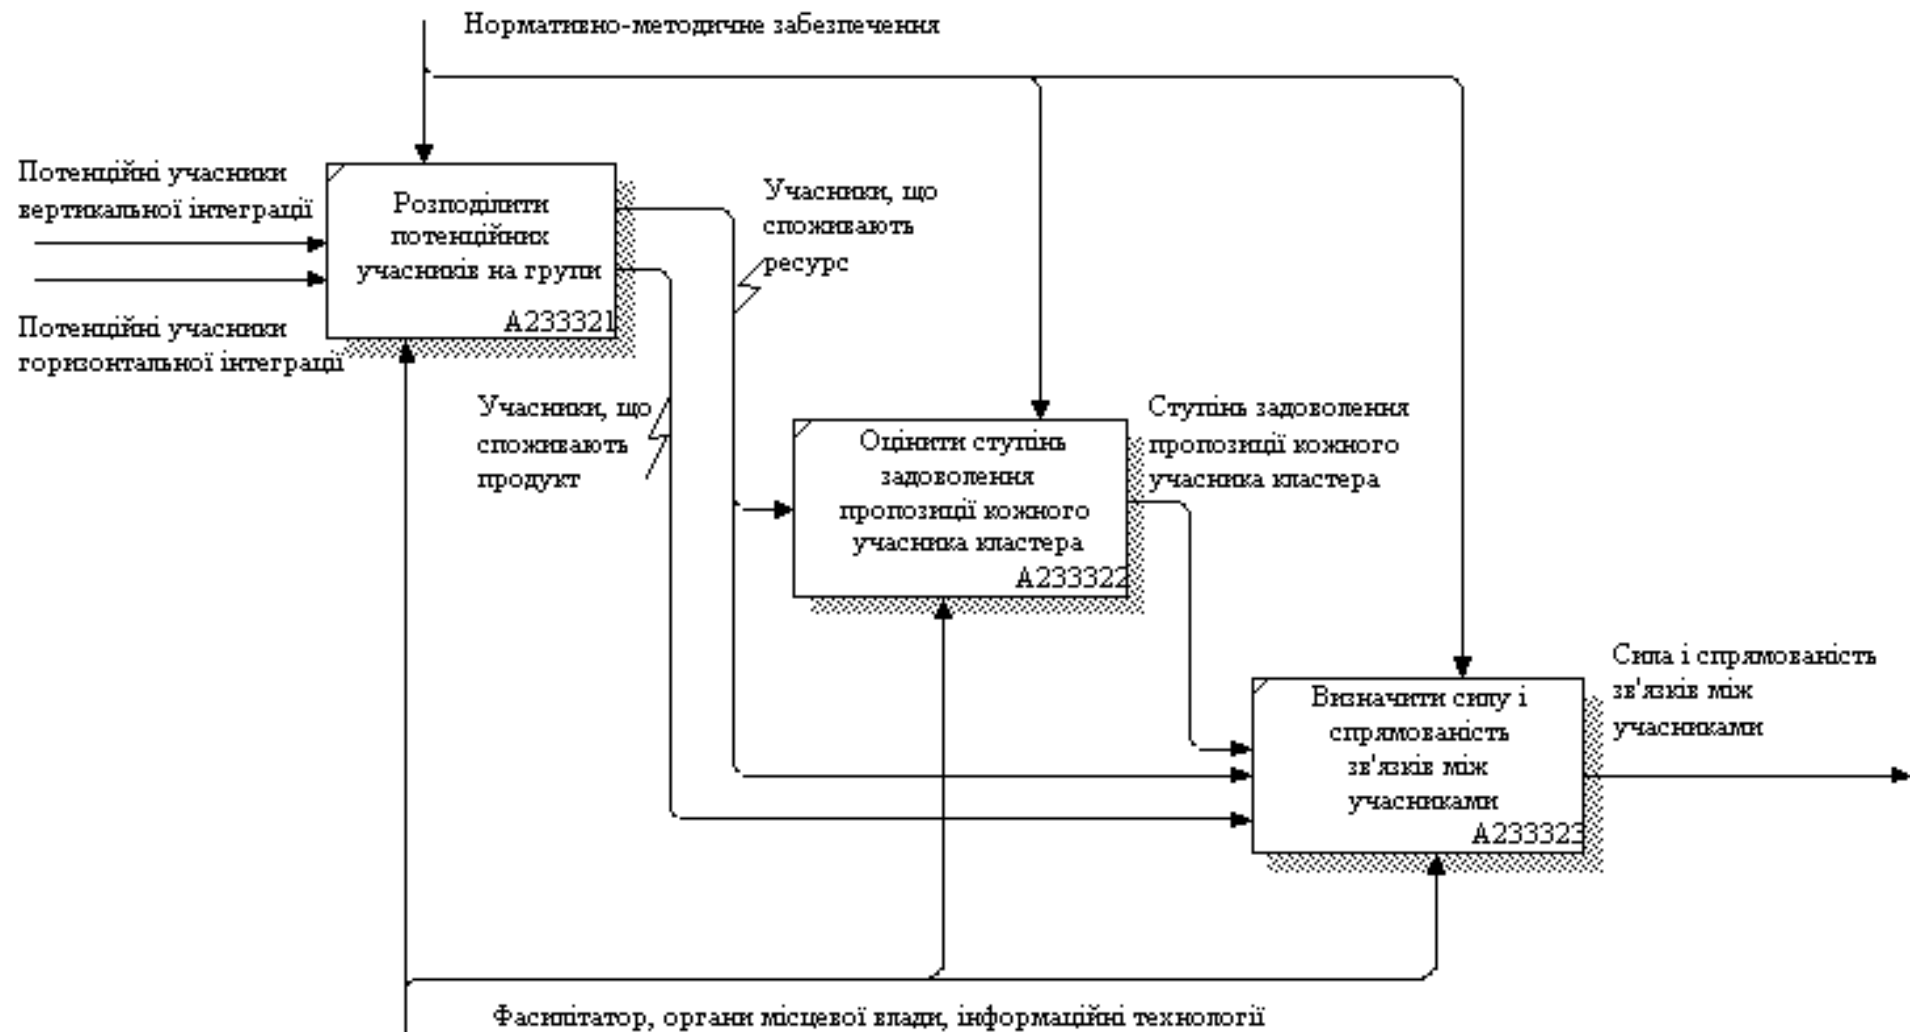 Нормативно-методичне забезпечення
Потенційні учасники
вертикальної інтеграції
Розподілити
потенційних
учасників на групи
A233321
Учасники, що
споживають
ресурс
Потенційні учасники
горизонтальної інтеграції
Учасники, що
споживають
продукт
Оцінити ступінь
задоволення
пропозиції кожного
учасника кластера
A233322
Ступінь задоволення
пропозиції кожного
учасника кластера
Визначити силу і
спрямованість
зв'язків між
учасниками
A233323
Сила і спрямованість
зв'язків між
учасниками
Фасилітатор, органи місцевої влади, інформаційні технології